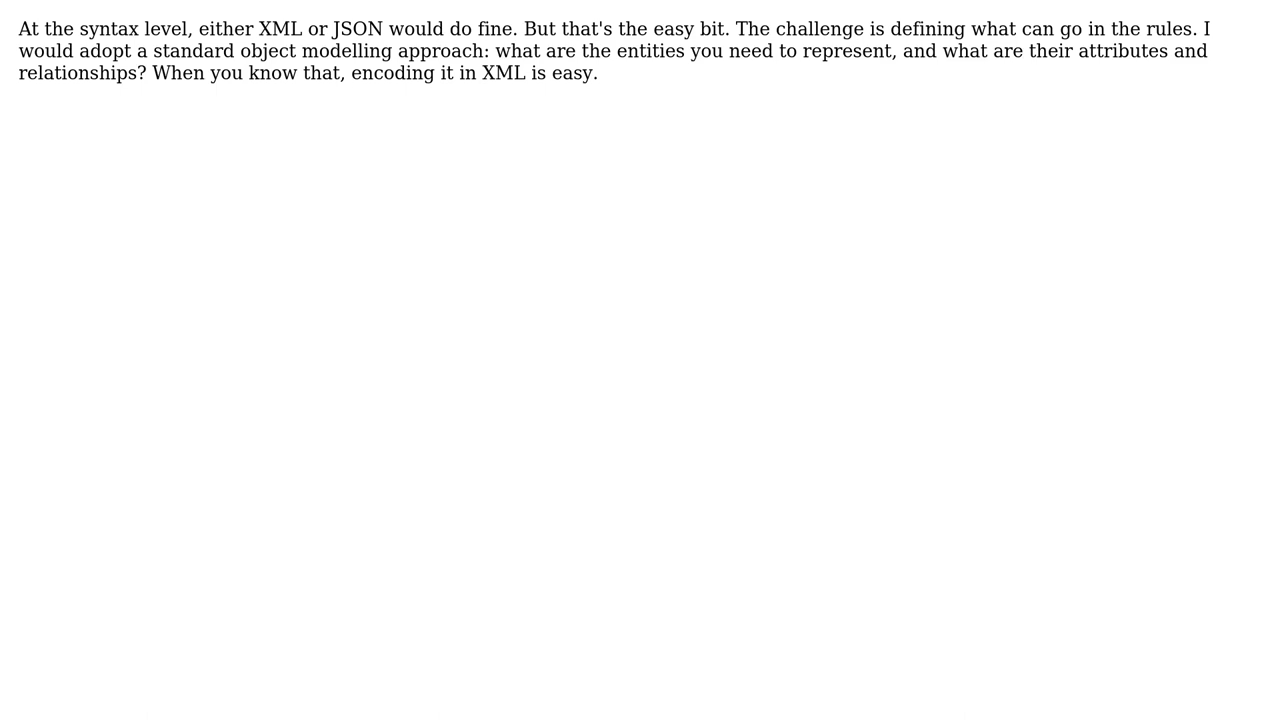 At the syntax level, either XML or JSON would do fine. But that's the easy bit. The challenge is defining what can go in the rules. I
would adopt a standard object modelling approach: what are the entities you need to represent, and what are their attributes and
relationships? When you know that, encoding it in XML is easy.